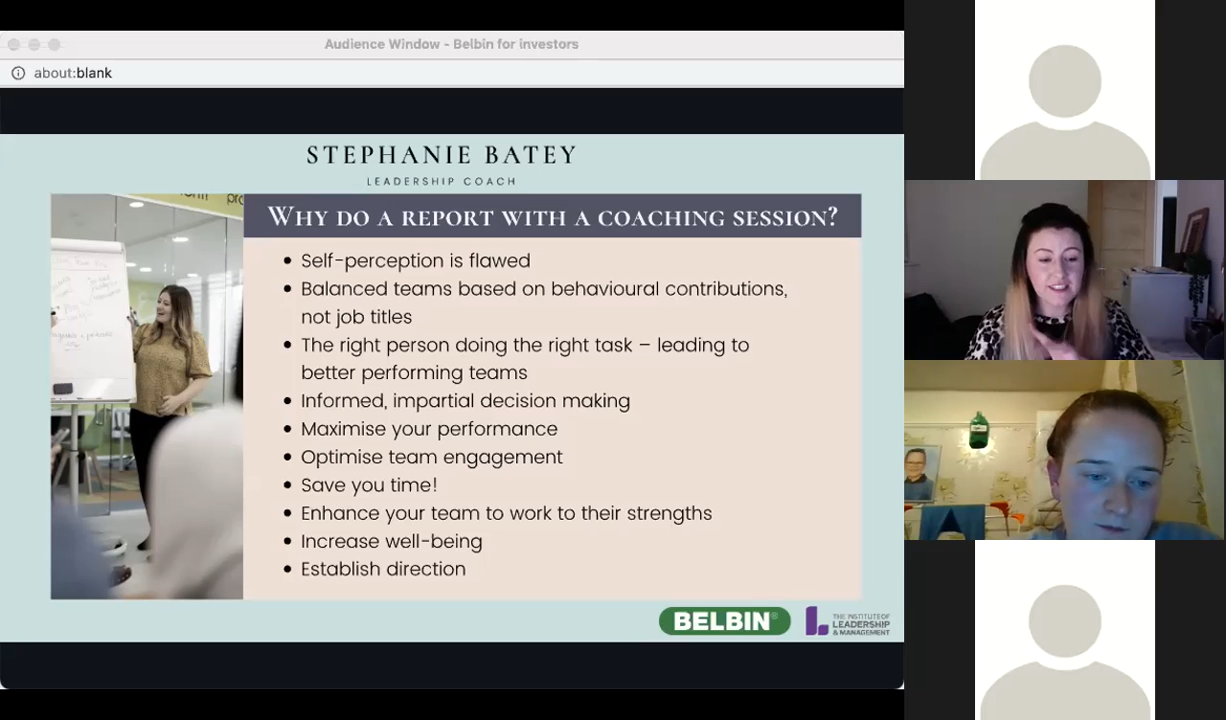 Audience Window - Belbin for investors
about:blank
STEPHANIE BATEY
LEADERSHIP COACH
WHY DO A REPORT WITH A COACHING SESSION?
• Self-perception is flawed
• Balanced teams based on behavioural contributions,
not job titles
• The right person doing the right task – leading to
better performing teams
• Informed, impartial decision making
• Maximise your performance
• Optimise team engagement
• Save you time!
• Enhance your team to work to their strengths
• Increase well-being
• Establish direction
BELBIN®
THE INSTITUTE OF
LEADERSHIP
& MANAGEMENT